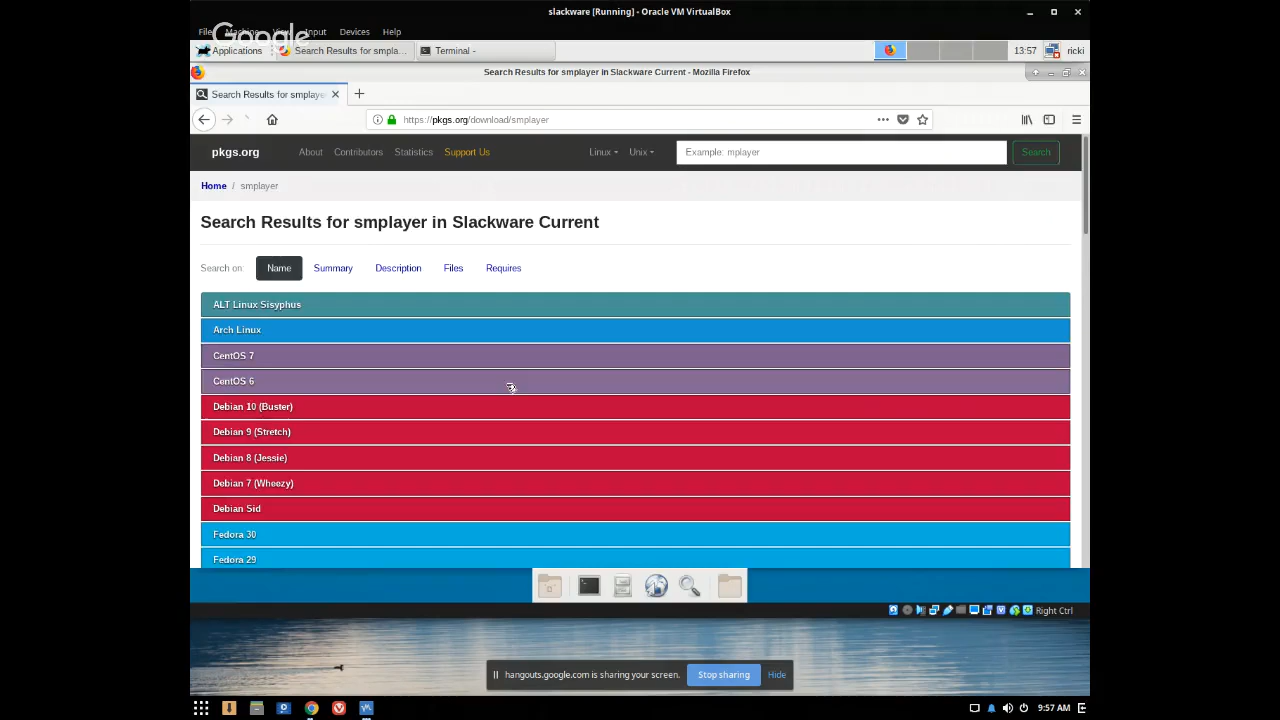 slackware [Running] - Oracle VM VirtualBox
File Machine View Input Devices Help
Google
Applications Search Results for smpla... Terminal - 13:57 ricki
Search Results for smplayer in Slackware Current - Mozilla Firefox
Search Results for smplayer
https://pkgs.org/download/smplayer
pkgs.org About Contributors Statistics Support Us Linux Unix Example: mplayer Search
Home / smplayer
Search Results for smplayer in Slackware Current
Search on: Name Summary Description Files Requires
ALT Linux Sisyphus
Arch Linux
CentOS 7
CentOS 6
Debian 10 (Buster)
Debian 9 (Stretch)
Debian 8 (Jessie)
Debian 7 (Wheezy)
Debian Sid
Fedora 30
Fedora 29
Right Ctrl
hangouts.google.com is sharing your screen. Stop sharing Hide
9:57 AM